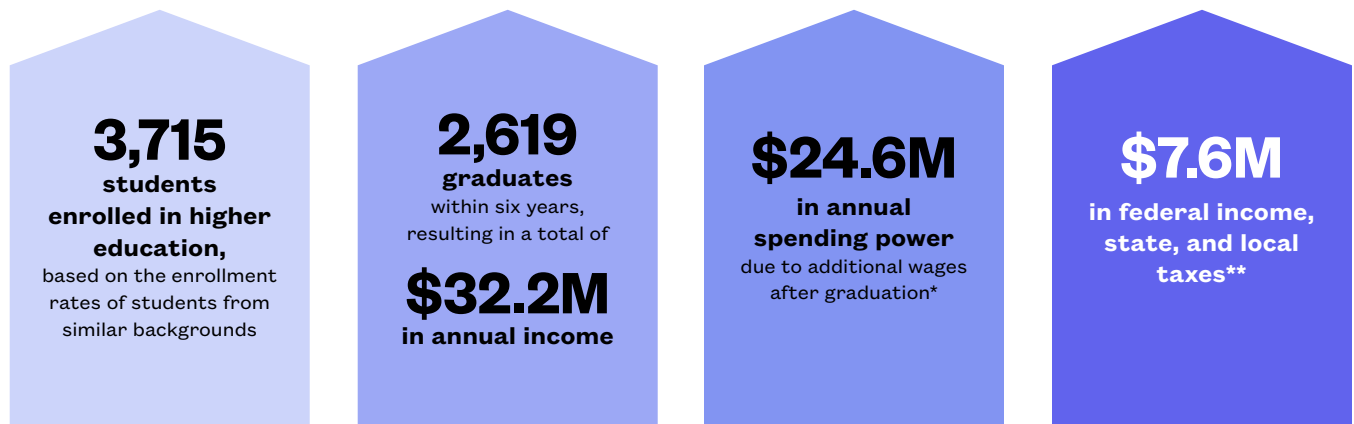 3,715
students
enrolled in higher
education,
based on the enrollment
rates of students from
similar backgrounds
2,619
graduates
within six years,
resulting in a total of
$32.2M
in annual income
$24.6M
in annual
spending power
due to additional wages
after graduation*
$7.6M
in federal income,
state, and local
taxes**